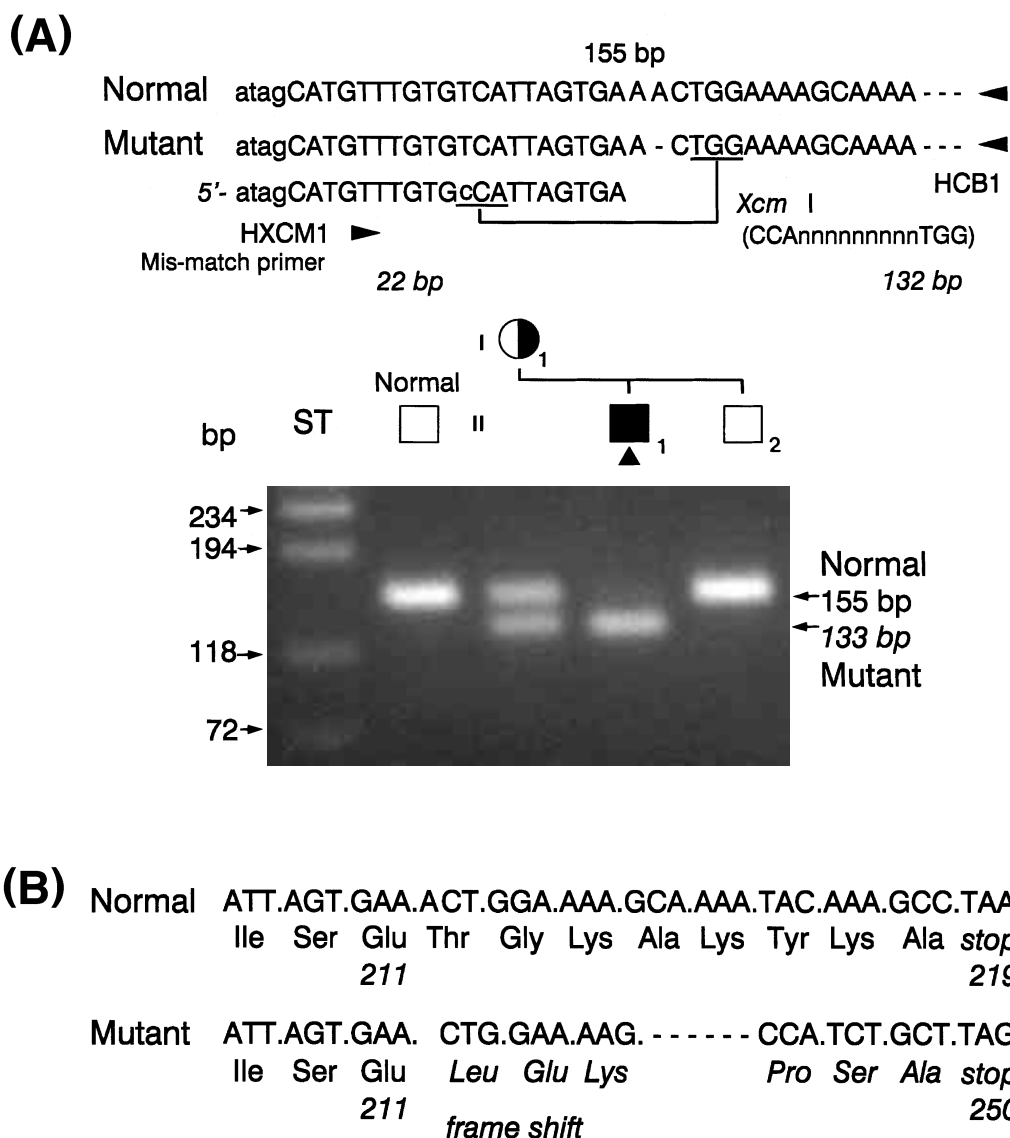 (A)
155 bp
Normal atagCATGTTTGTGTCATTAGTGAAACTGGAAAAGCAAAA - - -
Mutant atagCATGTTTGTGTCATTAGTGAA - CTGGAAAAGCAAAA - - -
HCB1
5'- atagCATGTTTGTGcCATTAGTGA
Xcm I
HXCM1
(CCAnnnnnnnnnTGG)
Mis-match primer
22 bp
132 bp
I
1
Normal
bp
ST
II
1
2
234
194
118
72
Normal
155 bp
133 bp
Mutant
(B)
Normal ATT.AGT.GAA.ACT.GGA.AAA.GCA.AAA.TAC.AAA.GCC.TAA
Ile Ser Glu Thr Gly Lys Ala Lys Tyr Lys Ala stop
211 219
Mutant ATT.AGT.GAA. CTG.GAA.AAG. - - - - - - CCA.TCT.GCT.TAG
Ile Ser Glu Leu Glu Lys Pro Ser Ala stop
211 250
frame shift